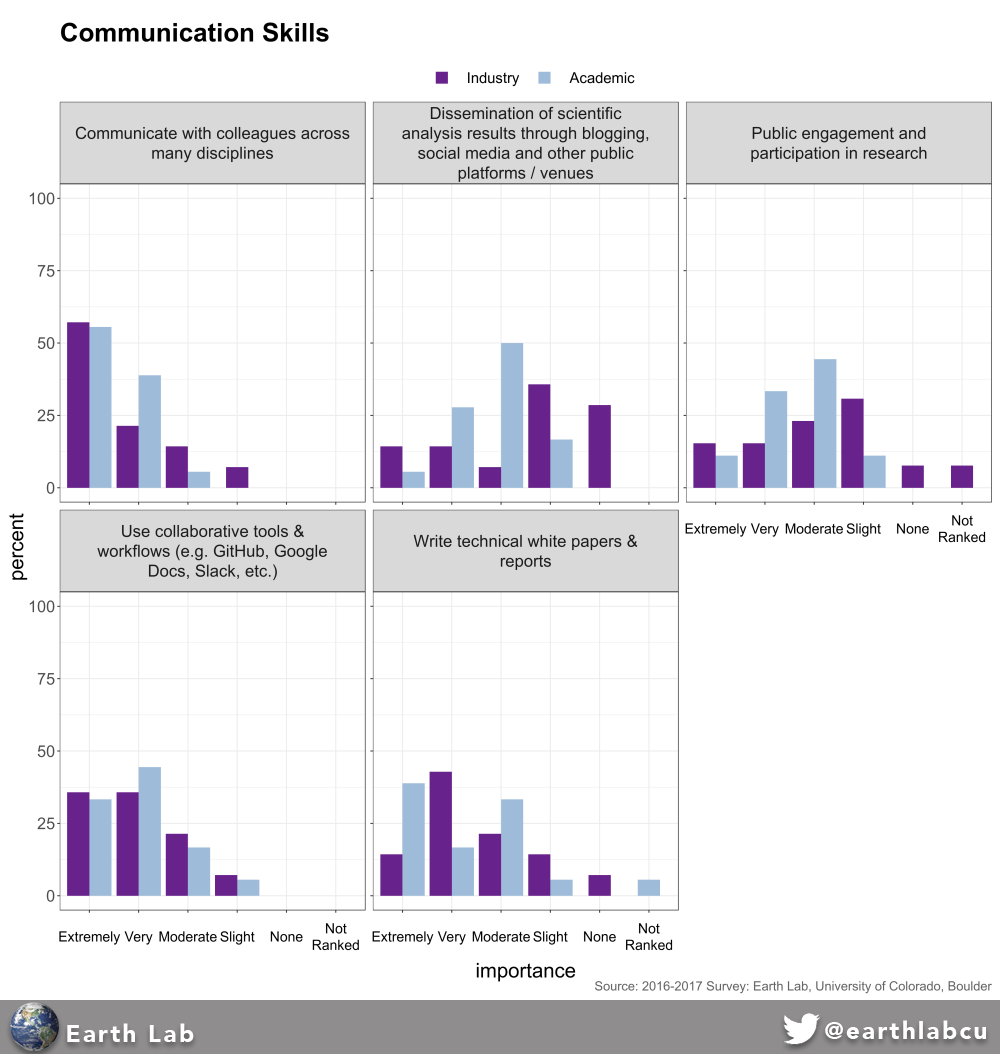 Communication Skills
Industry Academic
Communicate with colleagues across
many disciplines
Dissemination of scientific
analysis results through blogging,
social media and other public
platforms / venues
Public engagement and
participation in research
100
75
50
25
0
Extremely Very Moderate Slight None Not
Ranked
percent
Use collaborative tools &
workflows (e.g. GitHub, Google
Docs, Slack, etc.)
Write technical white papers &
reports
100
75
50
25
0
Extremely Very Moderate Slight None Not
Ranked
Extremely Very Moderate Slight None Not
Ranked
importance
Source: 2016-2017 Survey: Earth Lab, University of Colorado, Boulder
Earth Lab
@earthlabcu